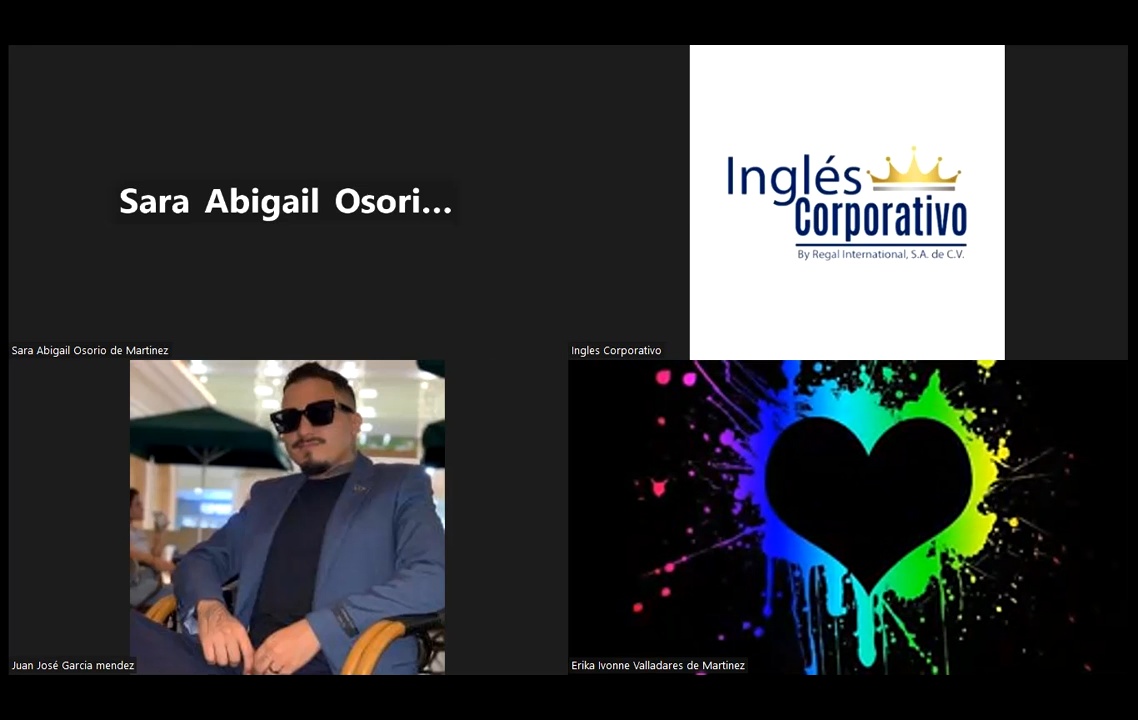 Sara Abigail Osori...
Inglés
Corporativo
By Regal International, S.A. de C.V.
Sara Abigail Osorio de Martinez
Ingles Corporativo
Juan José Garcia mendez
Erika Ivonne Valladares de Martinez